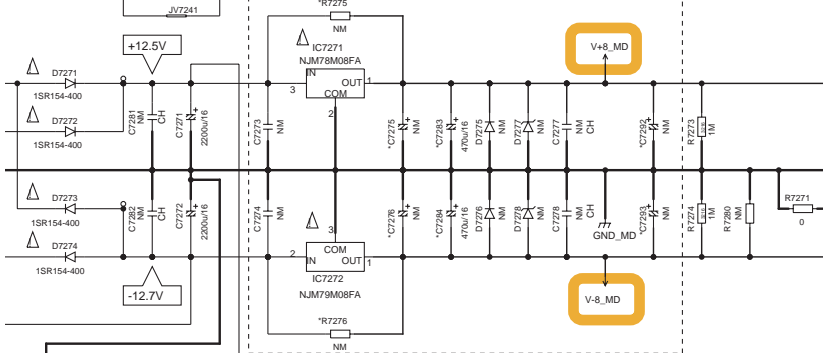 JV7241
*R7275
NM
+12.5V
IC7271
NJM78M08FA
V+8_MD
D7271
1SR154-400
IN
OUT
COM
3
1
2
C7281
NM
CH
C7271
2200u/16
+
C7273
NM
*C7275
NM
+
*C7283
470u/16
+
D7275
NM
D7277
NM
C7277
NM
CH
*C7292
NM
+
R7273
1M
D7272
1SR154-400
D7273
1SR154-400
C7282
NM
CH
C7272
2200u/16
+
C7274
NM
*C7276
NM
+
*C7284
470u/16
+
D7276
NM
D7278
NM
C7278
NM
CH
GND_MD
*C7293
NM
+
R7274
1M
R7280
NM
R7271
0
D7274
1SR154-400
3
COM
2
IN
OUT
1
IC7272
NJM79M08FA
-12.7V
V-8_MD
*R7276
NM